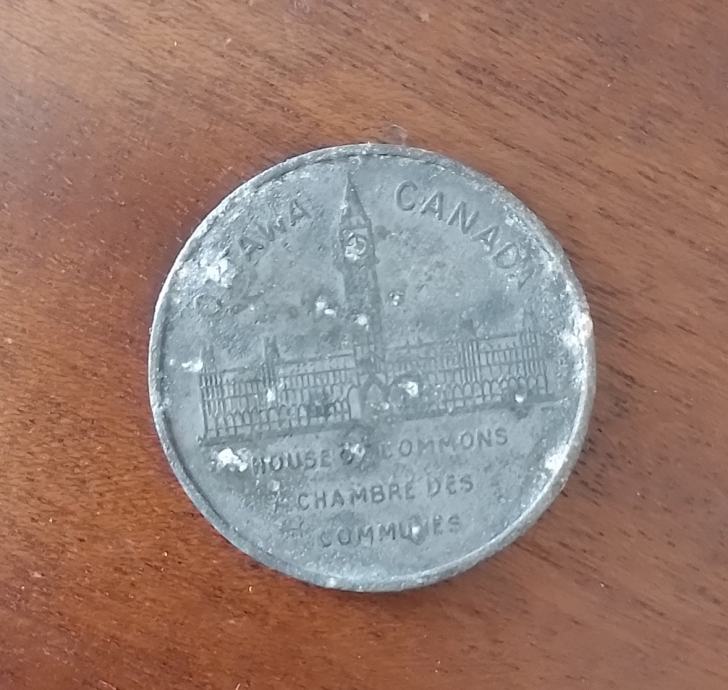 OTTAWA CANADA
HOUSE OF COMMONS
CHAMBRE DES
COMMUNES